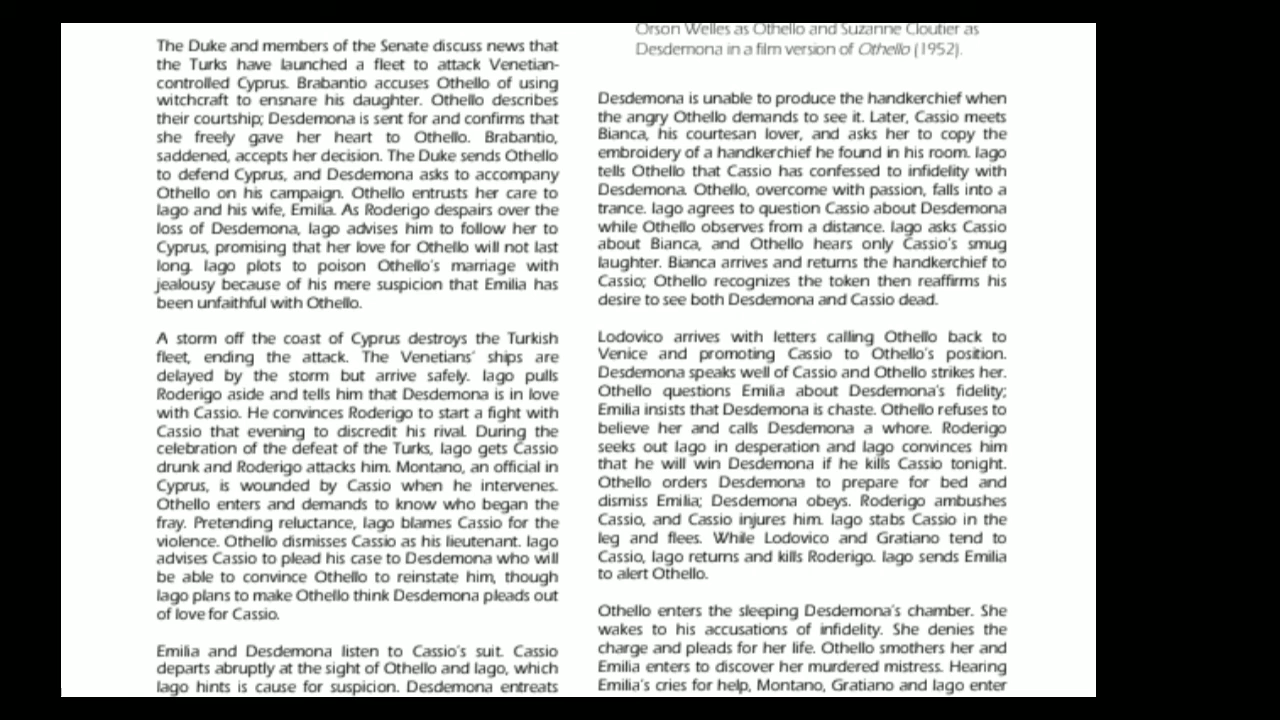 The Duke and members of the Senate discuss news that
the Turks have launched a fleet to attack Venetian-
controlled Cyprus. Brabantio accuses Othello of using
witchcraft to ensnare his daughter. Othello describes
their courtship; Desdemona is sent for and confirms that
she freely gave her heart to Othello. Brabantio,
saddened, accepts her decision. The Duke sends Othello
to defend Cyprus, and Desdemona asks to accompany
Othello on his campaign. Othello entrusts her care to
Iago and his wife, Emilia. As Roderigo despairs over the
loss of Desdemona, Iago advises him to follow her to
Cyprus, promising that her love for Othello will not last
long. Iago plots to poison Othello's marriage with
jealousy because of his mere suspicion that Emilia has
been unfaithful with Othello.
A storm off the coast of Cyprus destroys the Turkish
fleet, ending the attack. The Venetians' ships are
delayed by the storm but arrive safely. Iago pulls
Roderigo aside and tells him that Desdemona is in love
with Cassio. He convinces Roderigo to start a fight with
Cassio that evening to discredit his rival. During the
celebration of the defeat of the Turks, Iago gets Cassio
drunk and Roderigo attacks him. Montano, an official in
Cyprus, is wounded by Cassio when he intervenes.
Othello enters and demands to know who began the
fray. Pretending reluctance, Iago blames Cassio for the
violence. Othello dismisses Cassio as his lieutenant. Iago
advises Cassio to plead his case to Desdemona who will
be able to convince Othello to reinstate him, though
Iago plans to make Othello think Desdemona pleads out
of love for Cassio.
Emilia and Desdemona listen to Cassio's suit. Cassio
departs abruptly at the sight of Othello and Iago, which
Iago hints is cause for suspicion. Desdemona entreats
Orson Welles as Othello and Suzanne Cloutier as
Desdemona in a film version of Othello (1952).
Desdemona is unable to produce the handkerchief when
the angry Othello demands to see it. Later, Cassio meets
Bianca, his courtesan lover, and asks her to copy the
embroidery of a handkerchief he found in his room. Iago
tells Othello that Cassio has confessed to infidelity with
Desdemona. Othello, overcome with passion, falls into a
trance. Iago agrees to question Cassio about Desdemona
while Othello observes from a distance. Iago asks Cassio
about Bianca, and Othello hears only Cassio's smug
laughter. Bianca arrives and returns the handkerchief to
Cassio; Othello recognizes the token then reaffirms his
desire to see both Desdemona and Cassio dead.
Lodovico arrives with letters calling Othello back to
Venice and promoting Cassio to Othello's position.
Desdemona speaks well of Cassio and Othello strikes her.
Othello questions Emilia about Desdemona's fidelity;
Emilia insists that Desdemona is chaste. Othello refuses to
believe her and calls Desdemona a whore. Roderigo
seeks out Iago in desperation and Iago convinces him
that he will win Desdemona if he kills Cassio tonight.
Othello orders Desdemona to prepare for bed and
dismiss Emilia; Desdemona obeys. Roderigo ambushes
Cassio, and Cassio injures him. Iago stabs Cassio in the
leg and flees. While Lodovico and Gratiano tend to
Cassio, Iago returns and kills Roderigo. Iago sends Emilia
to alert Othello.
Othello enters the sleeping Desdemona's chamber. She
wakes to his accusations of infidelity. She denies the
charge and pleads for her life. Othello smothers her and
Emilia enters to discover her murdered mistress. Hearing
Emilia's cries for help, Montano, Gratiano and Iago enter